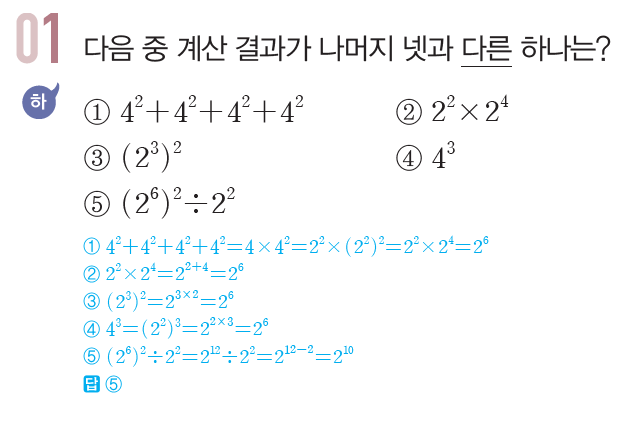 01 다음 중 계산 결과가 나머지 넷과 다른 하나는?
하
① 4²+4²+4²+4² ② 2²×2⁴
③ (2³)² ④ 4³
⑤ (2⁶)²÷2²
① 4²+4²+4²+4²=4×4²=2²×(2²)²=2²×2⁴=2⁶
② 2²×2⁴=2²⁺⁴=2⁶
③ (2³)²=2³ˣ²=2⁶
④ 4³=(2²)³=2²ˣ³=2⁶
⑤ (2⁶)²÷2²=2¹²÷2²=2¹²⁻²=2¹⁰
답 ⑤